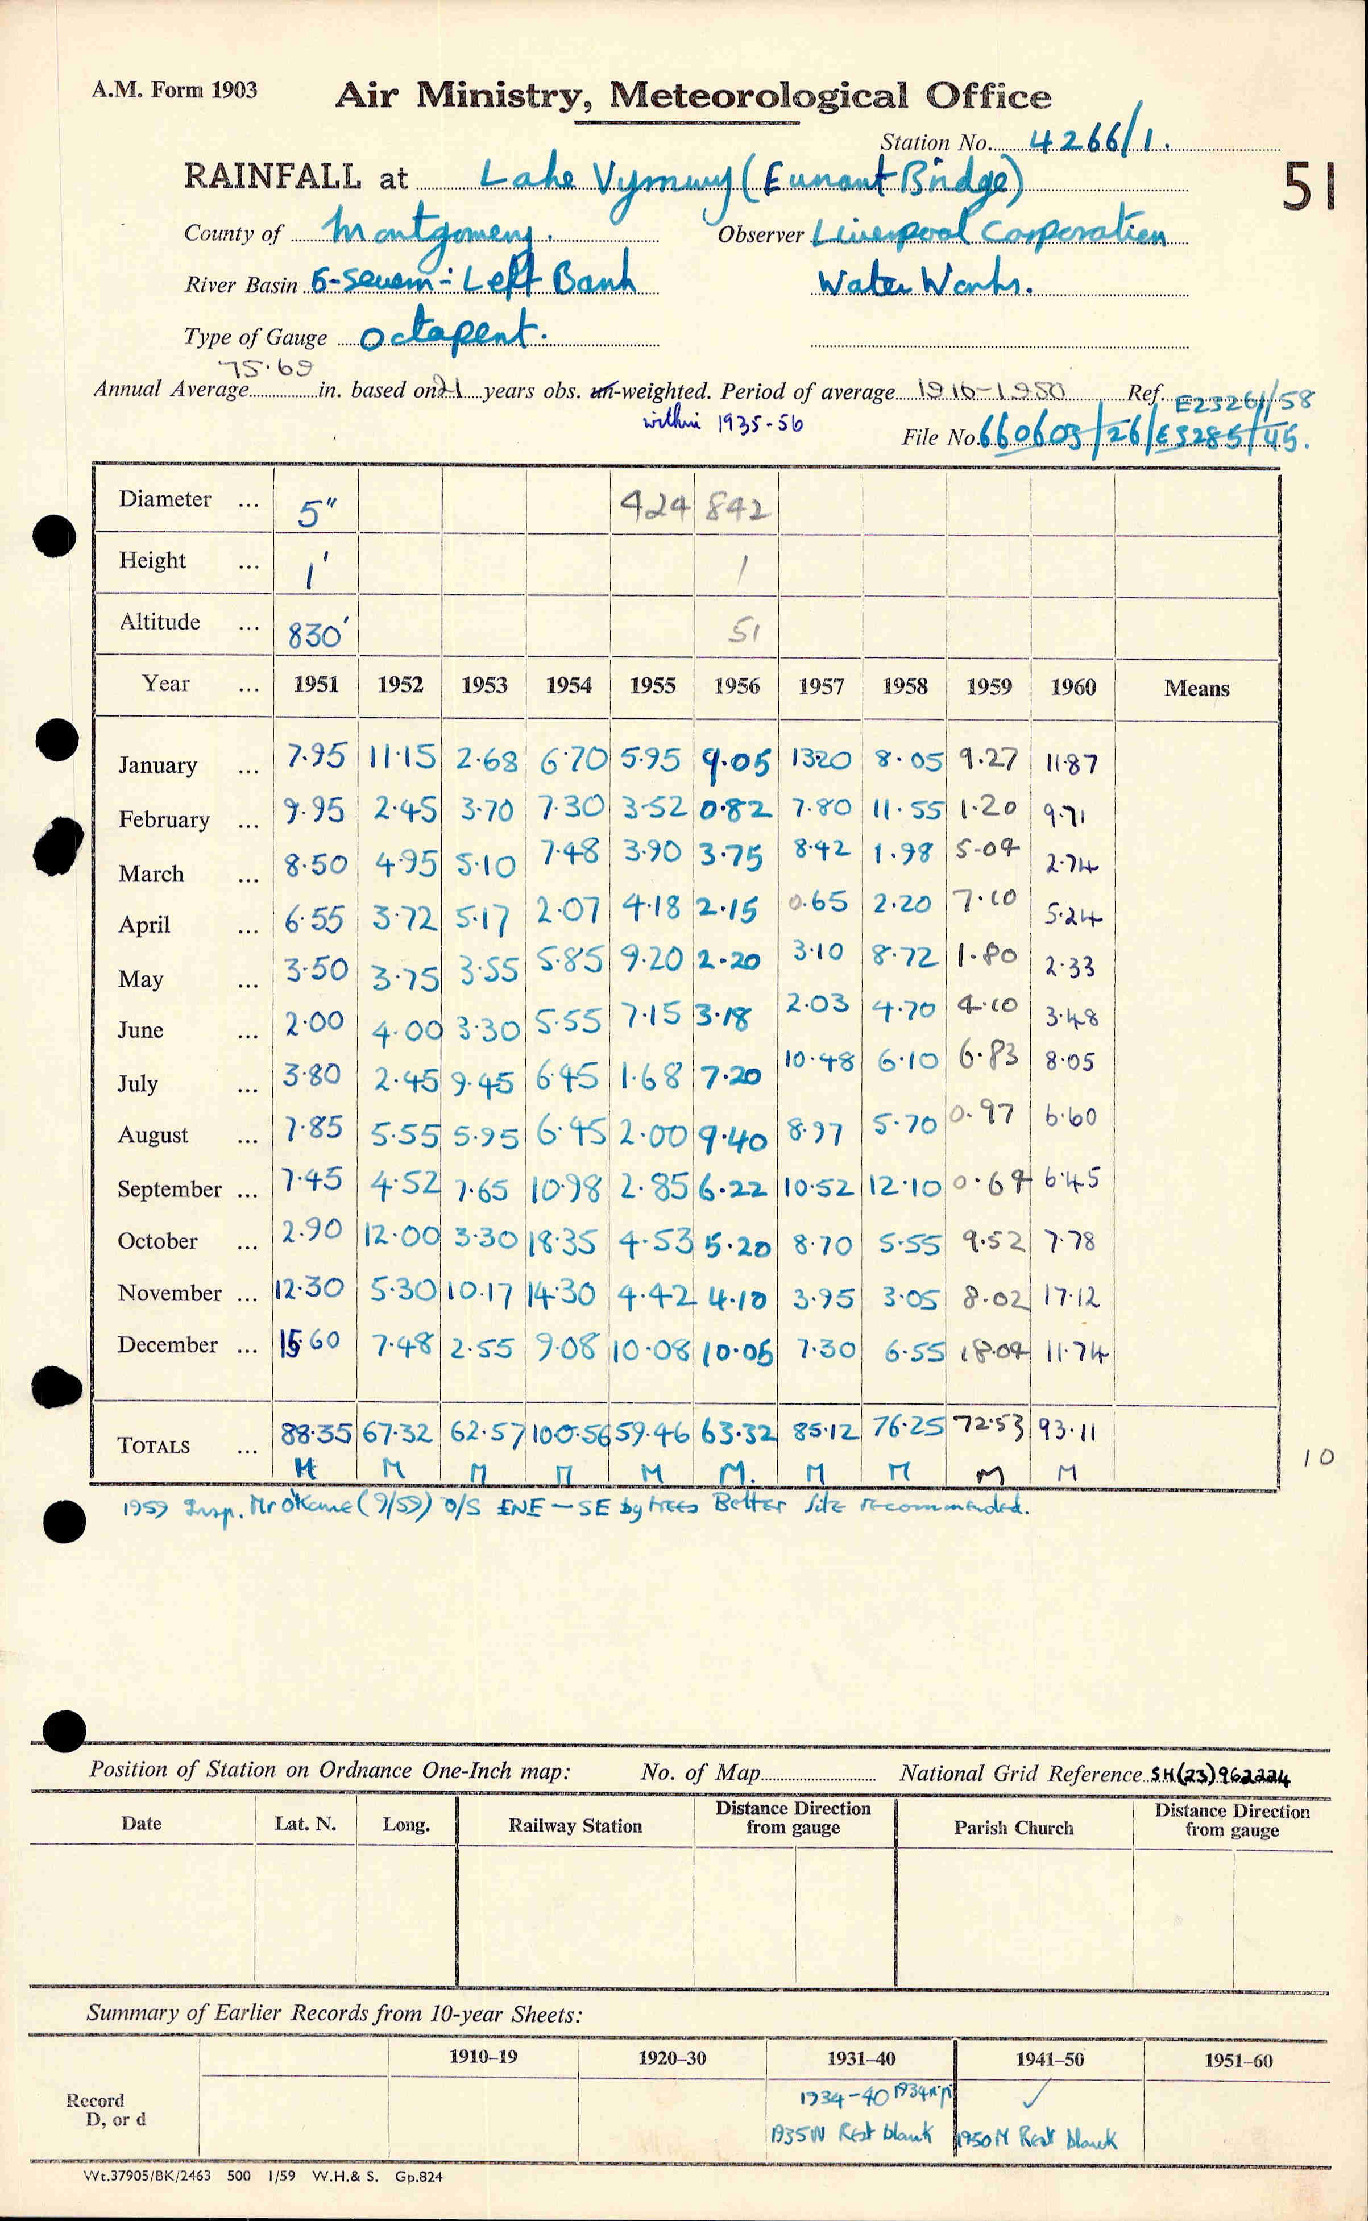 A.M. Form 1903
Air Ministry, Meteorological Office
Station No. 4266/1.
RAINFALL at Lake Vyrnwy (Eunant Bridge)
51
County of Montgomery. Observer Liverpool Corporation
River Basin 6-Severn:- Left Bank Water Works.
Type of Gauge Octapent.
75.69
Annual Average in. based on 21 years obs. un-weighted. Period of average 1916-1950 Ref. E23261/58
within 1935-56
File No. 660603/26/E3285/45.
Diameter ... 5" 424 842
Height ... 1' 1
Altitude ... 830' 51
Year ... 1951 1952 1953 1954 1955 1956 1957 1958 1959 1960 Means
January ... 7.95 11.15 2.68 6.70 5.95 9.05 13.20 8.05 9.27 11.87
February ... 9.95 2.45 3.70 7.30 3.52 0.82 7.80 11.55 1.20 9.71
March ... 8.50 4.95 5.10 7.48 3.90 3.75 8.42 1.98 5.09 2.74
April ... 6.55 3.72 5.17 2.07 4.18 2.15 0.65 2.20 7.10 5.24
May ... 3.50 3.75 3.55 5.85 9.20 2.20 3.10 8.72 1.80 2.33
June ... 2.00 4.00 3.30 5.55 7.15 3.18 2.03 4.70 4.10 3.48
July ... 3.80 2.45 9.45 6.45 1.68 7.20 10.48 6.10 6.83 8.05
August ... 7.85 5.55 5.95 6.45 2.00 9.40 8.97 5.70 0.97 6.60
September ... 7.45 4.52 7.65 10.98 2.85 6.22 10.52 12.10 0.69 6.45
October ... 2.90 12.00 3.30 18.35 4.53 5.20 8.70 5.55 9.52 7.78
November ... 12.30 5.30 10.17 14.30 4.42 4.10 3.95 3.05 8.02 17.12
December ... 15.60 7.48 2.55 9.08 10.08 10.05 7.30 6.55 18.04 11.74
TOTALS ... 88.35 67.32 62.57 100.56 59.46 63.32 85.12 76.25 72.53 93.11
M M M M M M. M M M M
10
1959 Insp. Mr O'Kane (9/59) O/S ENE - SE by trees Better site recommended.
Position of Station on Ordnance One-Inch map: No. of Map National Grid Reference SH(23)962224
Date Lat. N. Long. Railway Station Distance Direction from gauge Parish Church Distance Direction from gauge
Summary of Earlier Records from 10-year Sheets:
1910-19 1920-30 1931-40 1941-50 1951-60
Record D, or d
1934-40 ✓
1935 N Rest blank 1950 M Rest blank
Wt.37905/BK/2463 500 1/59 W.H.& S. Gp.824